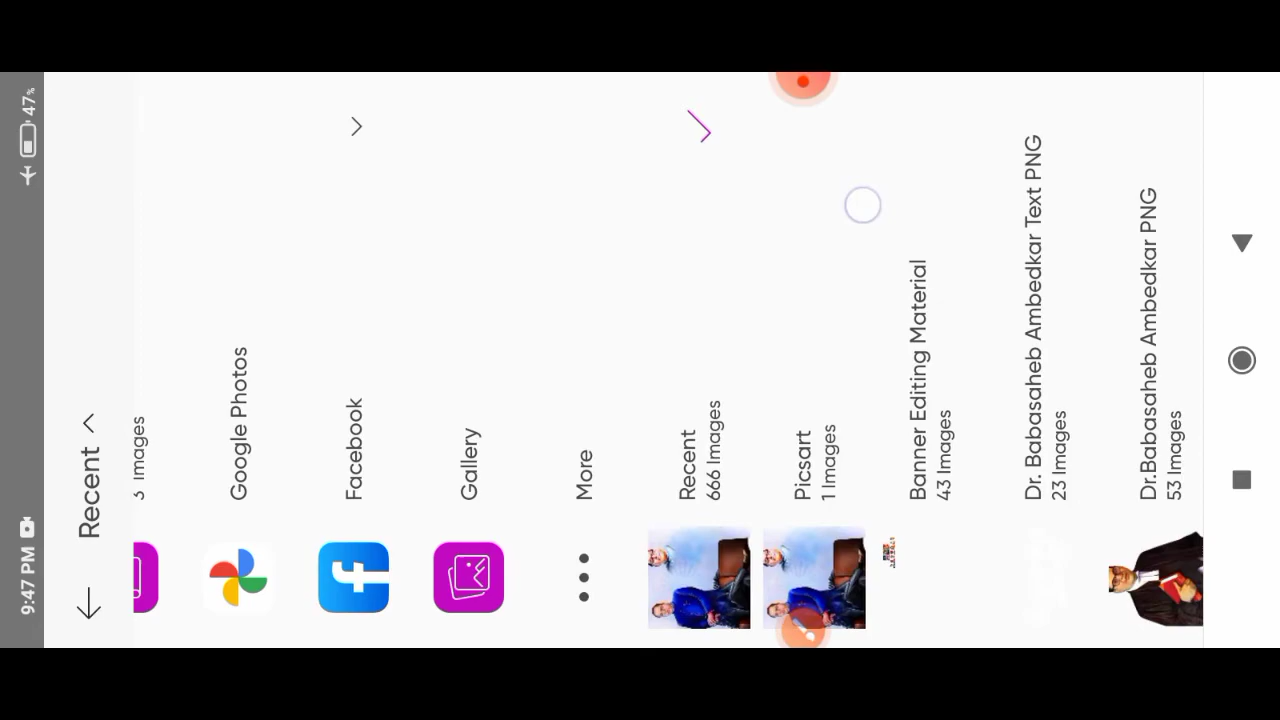 9:47 PM
47%
Recent
3 Images
Google Photos
Facebook
Gallery
More
Recent
666 Images
Picsart
1 Images
Banner Editing Material
43 Images
Dr. Babasaheb Ambedkar Text PNG
23 Images
Dr.Babasaheb Ambedkar PNG
53 Images